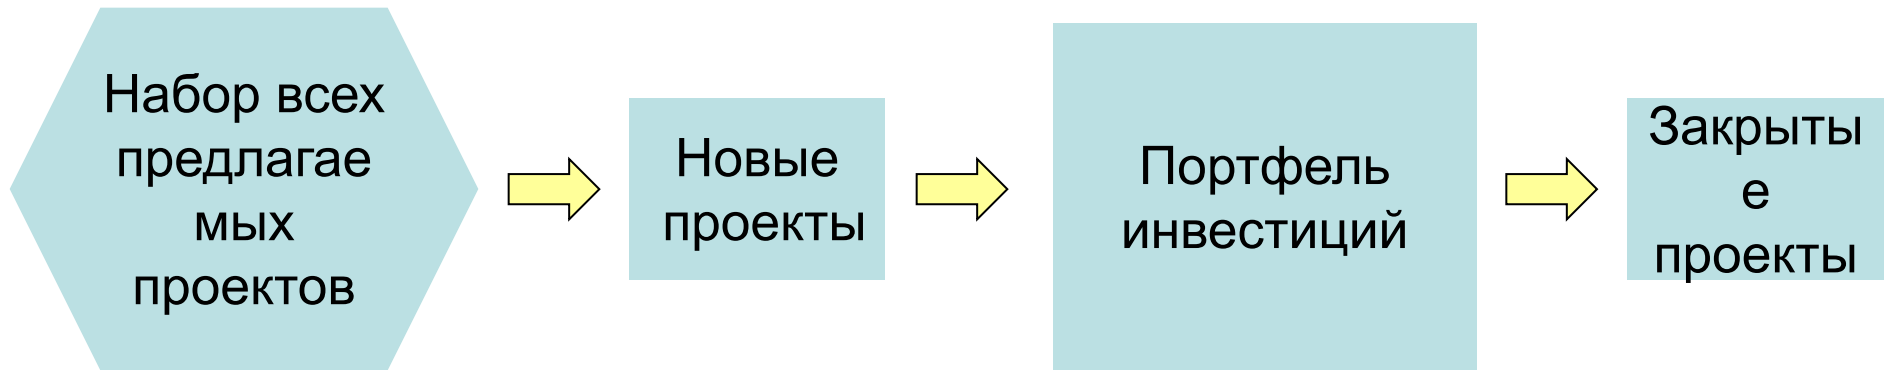 Набор всех
предлагае
мых
проектов
Новые
проекты
Портфель
инвестиций
Закрыты
е
проекты